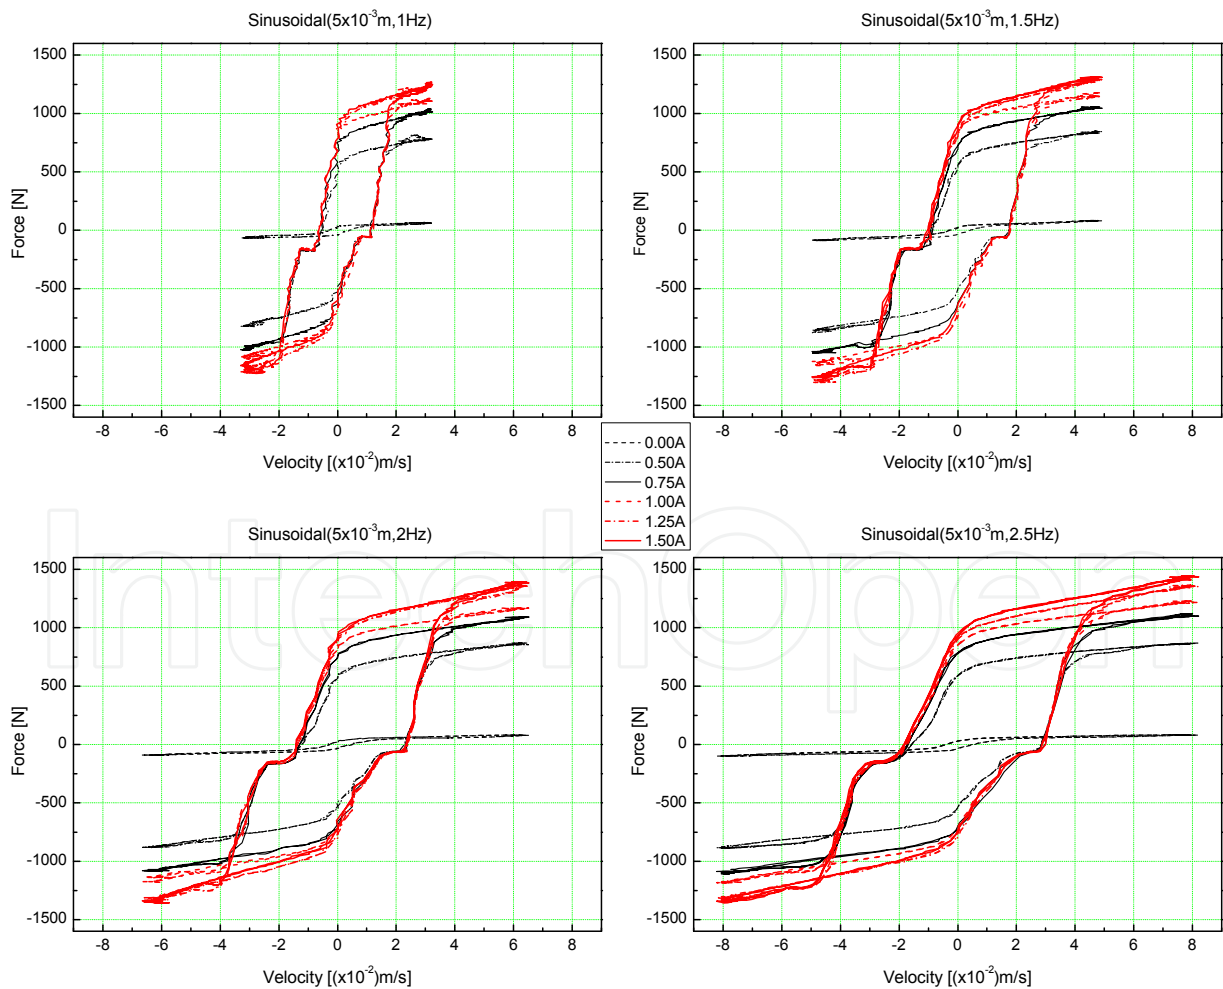 Sinusoidal(5x10⁻³m,1Hz)
Sinusoidal(5x10⁻³m,1.5Hz)
1500
1000
500
0
-500
-1000
-1500
Force [N]
-8 -6 -4 -2 0 2 4 6 8
Velocity [(x10⁻²)m/s]
1500
1000
500
0
-500
-1000
-1500
Force [N]
-8 -6 -4 -2 0 2 4 6 8
Velocity [(x10⁻²)m/s]
0.00A
0.50A
0.75A
1.00A
1.25A
1.50A
Sinusoidal(5x10⁻³m,2Hz)
Sinusoidal(5x10⁻³m,2.5Hz)
1500
1000
500
0
-500
-1000
-1500
Force [N]
-8 -6 -4 -2 0 2 4 6 8
Velocity [(x10⁻²)m/s]
1500
1000
500
0
-500
-1000
-1500
Force [N]
-8 -6 -4 -2 0 2 4 6 8
Velocity [(x10⁻²)m/s]
IntechOpen